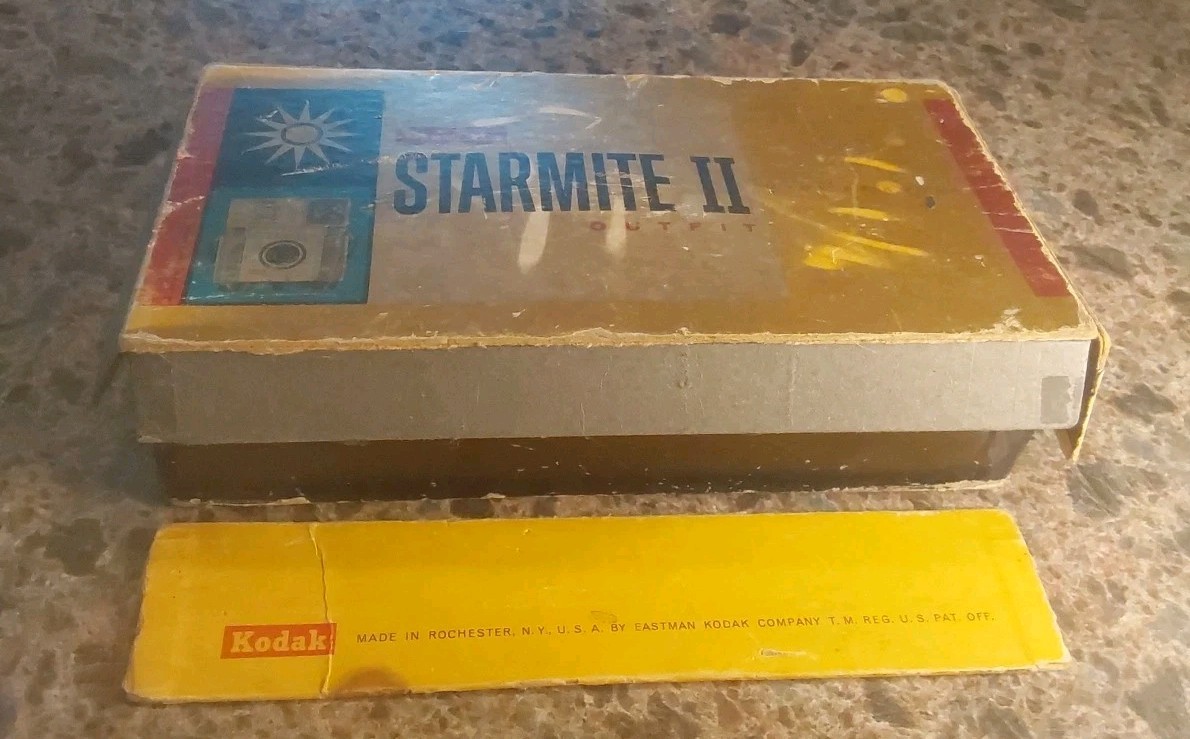 STARMITE II
OUTFIT
Kodak
MADE IN ROCHESTER, N.Y., U.S.A. BY EASTMAN KODAK COMPANY T.M. REG. U.S. PAT. OFF.